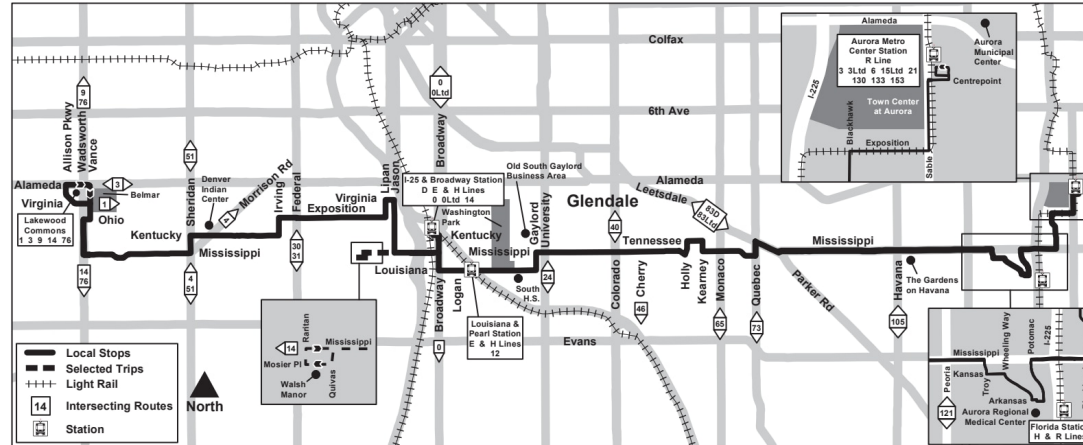 Colfax
6th Ave
Alameda
9
76
Allison Pkwy
Wadsworth
Vance
Alameda
3
Belmar
1
Virginia
Ohio
Lakewood
Commons
1 3 9 14 76
14
76
51
Sheridan
Denver
Indian
Center
4
Morrison Rd
Kentucky
Mississippi
4
51
Irving
Federal
30
31
Virginia
Exposition
Lipan
Jason
Louisiana
0
0Ltd
Broadway
I-25 & Broadway Station
D E & H Lines
0 0Ltd 14
Washington
Park
Kentucky
Mississippi
Old South Gaylord
Business Area
Gaylord
University
South
H.S.
24
Broadway
0
Logan
Louisiana &
Pearl Station
E & H Lines
12
Evans
Glendale
Leetsdale
83D
83Ltd
40
Colorado
Cherry
46
Tennessee
Holly
Kearney
Monaco
65
Quebec
73
Mississippi
Parker Rd
Havana
105
The Gardens
on Havana
Alameda
Aurora Metro
Center Station
R Line
3 3Ltd 6 15Ltd 21
130 133 153
Aurora
Municipal
Center
Centrepoint
I-225
Blackhawk
Town Center
at Aurora
Exposition
Sable
Mississippi
Kansas
Peoria
121
Troy
Wheeling Way
Potomac
I-225
Arkansas
Aurora Regional
Medical Center
H & R Lines
Raritan
14
Mississippi
Mosier Pl
Walsh
Manor
Quivas
Local Stops
Selected Trips
Light Rail
14 Intersecting Routes
Station
North